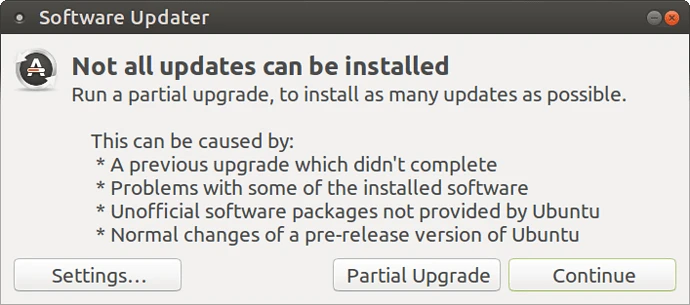 Software Updater
Not all updates can be installed
Run a partial upgrade, to install as many updates as possible.
This can be caused by:
* A previous upgrade which didn't complete
* Problems with some of the installed software
* Unofficial software packages not provided by Ubuntu
* Normal changes of a pre-release version of Ubuntu
Settings…
Partial Upgrade
Continue